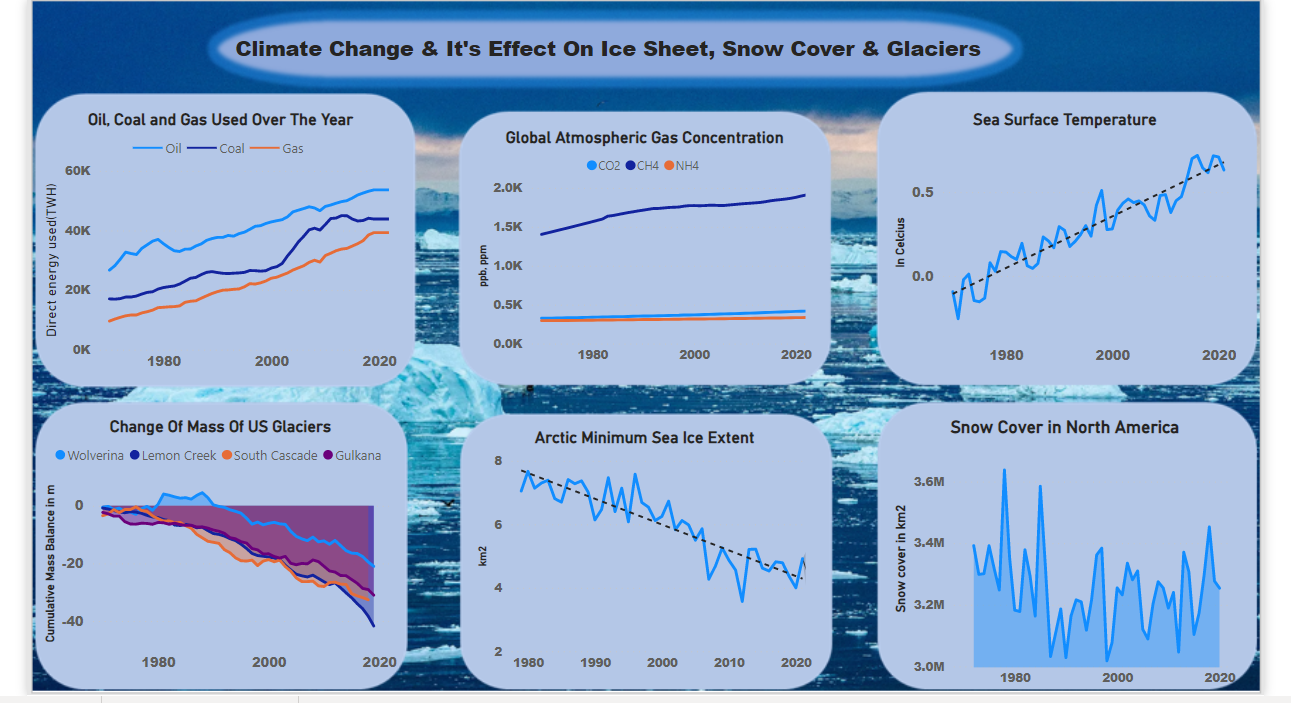 Climate Change & It's Effect On Ice Sheet, Snow Cover & Glaciers
Oil, Coal and Gas Used Over The Year
Oil Coal Gas
Direct energy used(TWH)
60K
40K
20K
0K
1980 2000 2020
Global Atmospheric Gas Concentration
CO2 CH4 NH4
ppb, ppm
2.0K
1.5K
1.0K
0.5K
0.0K
1980 2000 2020
Sea Surface Temperature
In Celcius
0.5
0.0
1980 2000 2020
Change Of Mass Of US Glaciers
Wolverina Lemon Creek South Cascade Gulkana
Cumulative Mass Balance in m
0
-20
-40
1980 2000 2020
Arctic Minimum Sea Ice Extent
km2
8
6
4
2
1980 1990 2000 2010 2020
Snow Cover in North America
Snow cover in km2
3.6M
3.4M
3.2M
3.0M
1980 2000 2020